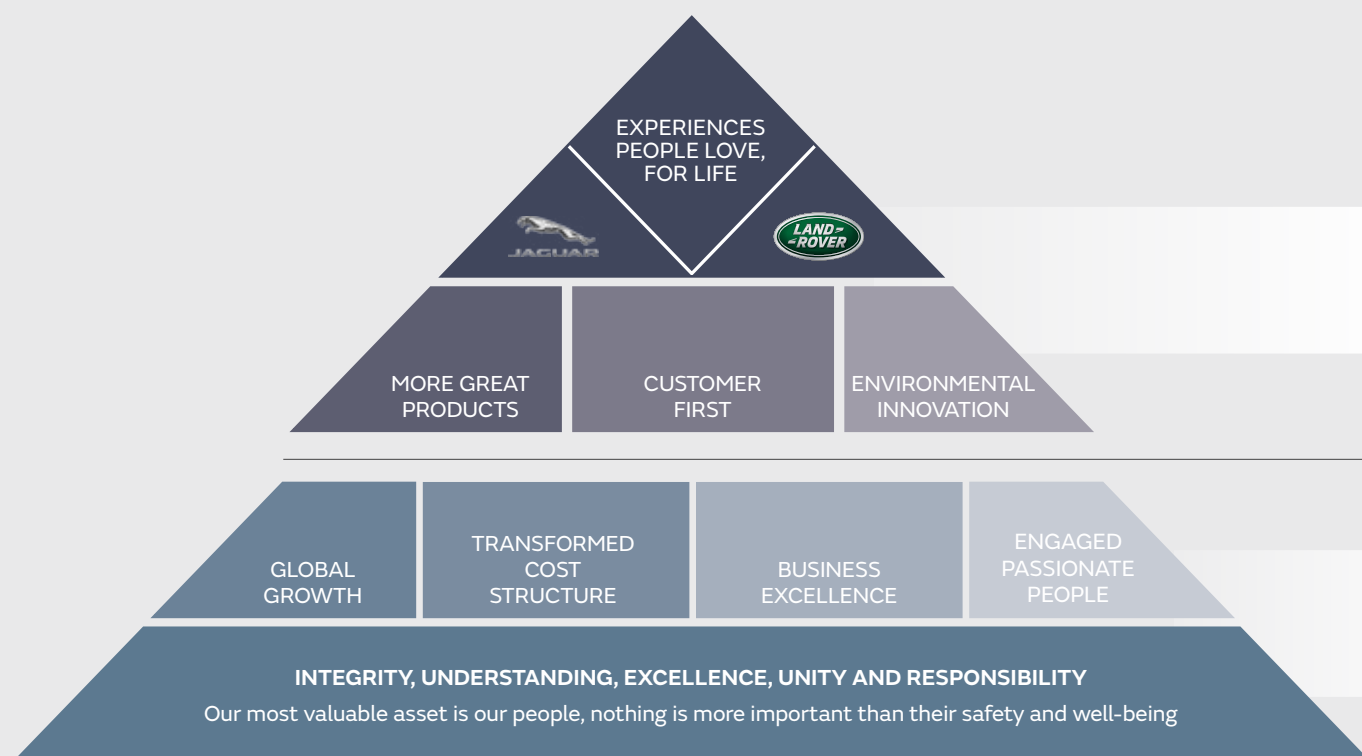 EXPERIENCES
PEOPLE LOVE,
FOR LIFE
JAGUAR
LAND-
-ROVER
MORE GREAT
PRODUCTS
CUSTOMER
FIRST
ENVIRONMENTAL
INNOVATION
GLOBAL
GROWTH
TRANSFORMED
COST
STRUCTURE
BUSINESS
EXCELLENCE
ENGAGED
PASSIONATE
PEOPLE
INTEGRITY, UNDERSTANDING, EXCELLENCE, UNITY AND RESPONSIBILITY
Our most valuable asset is our people, nothing is more important than their safety and well-being